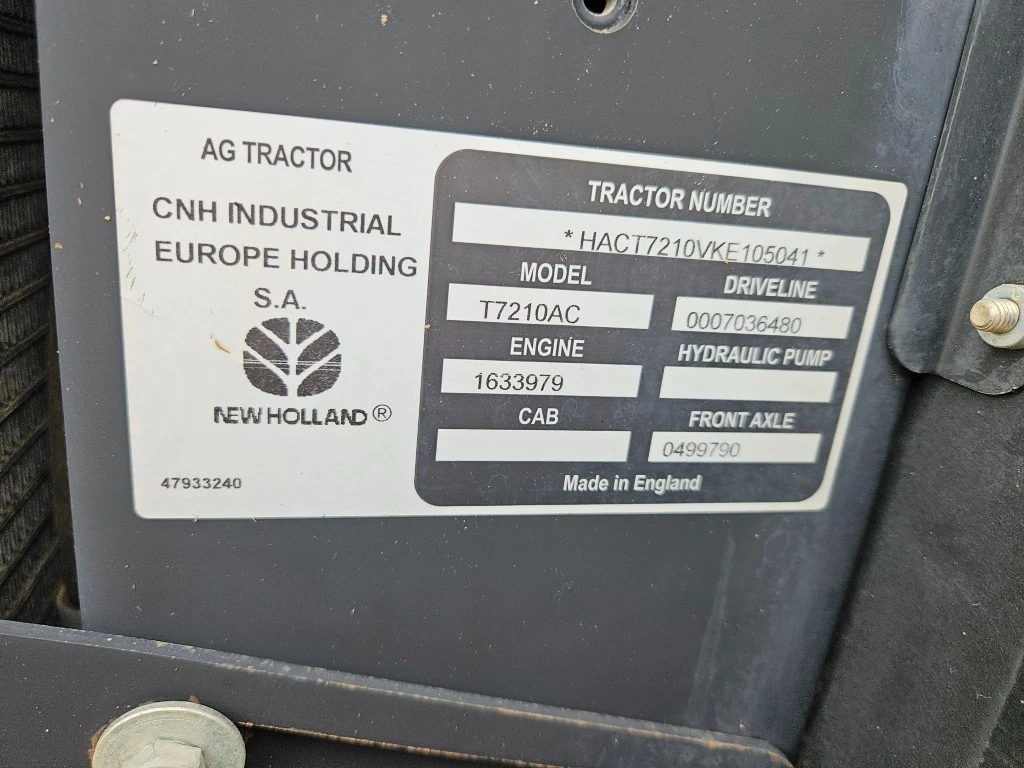 AG TRACTOR
CNH INDUSTRIAL
EUROPE HOLDING
S.A.
NEW HOLLAND ®
47933240
TRACTOR NUMBER
* HACT7210VKE105041 *
MODEL
T7210AC
DRIVELINE
0007036480
ENGINE
1633979
HYDRAULIC PUMP
CAB
FRONT AXLE
0499790
Made in England